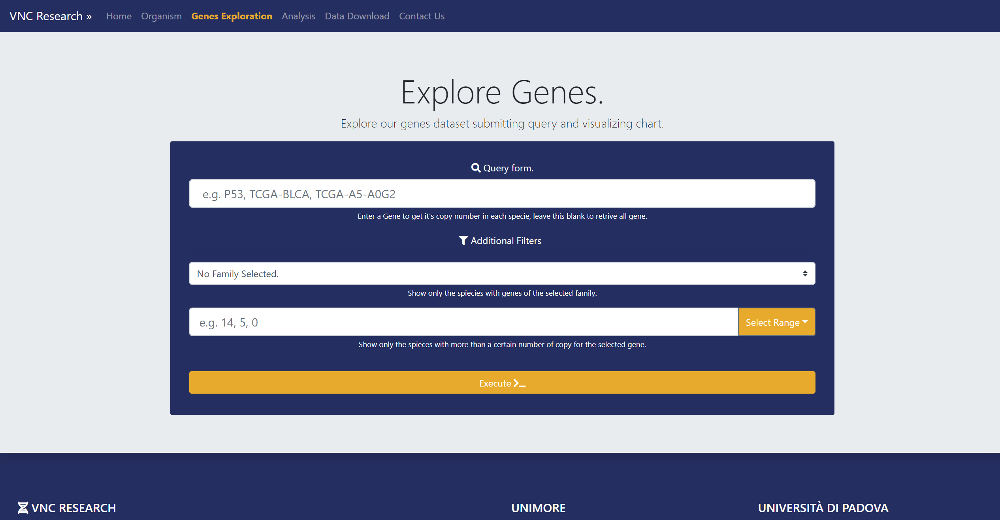 VNC Research » Home Organism Genes Exploration Analysis Data Download Contact Us
Explore Genes.
Explore our genes dataset submitting query and visualizing chart.
Query form.
e.g. P53, TCGA-BLCA, TCGA-A5-A0G2
Enter a Gene to get it's copy number in each specie, leave this blank to retrive all gene.
Additional Filters
No Family Selected.
Show only the spiecies with genes of the selected family.
e.g. 14, 5, 0 Select Range
Show only the spieces with more than a certain number of copy for the selected gene.
Execute
VNC RESEARCH UNIMORE UNIVERSITÀ DI PADOVA